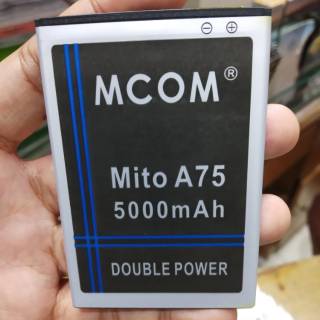 ⊖ ⊕
MCOM®
Mito A75
5000mAh
DOUBLE POWER